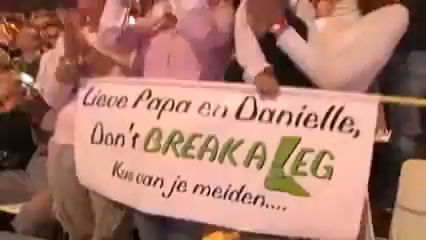 Lieve Papa en Danielle,
Don't BREAK A LEG
Kus van je meiden....